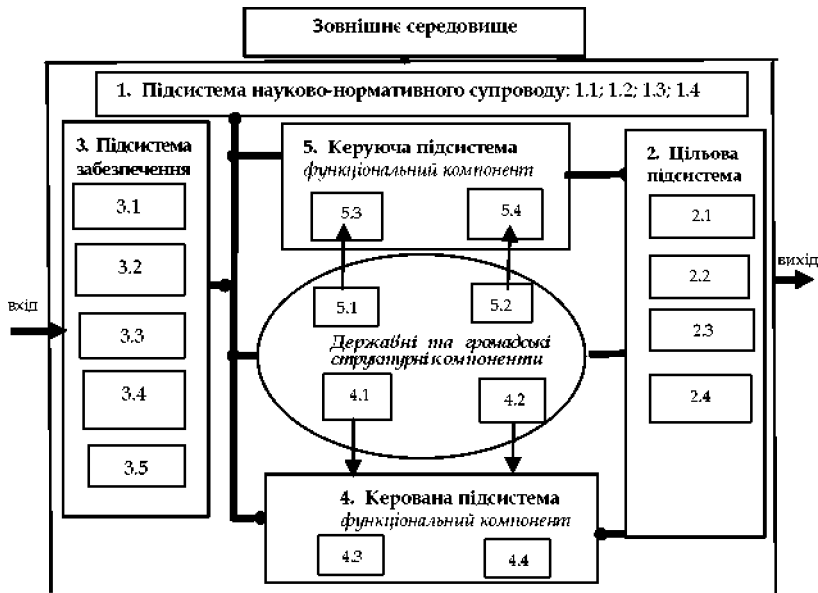 Зовнішнє середовище
1. Підсистема науково-нормативного супроводу: 1.1; 1.2; 1.3; 1.4
3. Підсистема
забезпечення
3.1
3.2
3.3
3.4
3.5
вхід
5. Керуюча підсистема
функціональний компонент
5.3
5.4
5.1
5.2
Державні та громадські
структурні компоненти
4.1
4.2
4. Керована підсистема
функціональний компонент
4.3
4.4
2. Цільова
підсистема
2.1
2.2
2.3
2.4
вихід